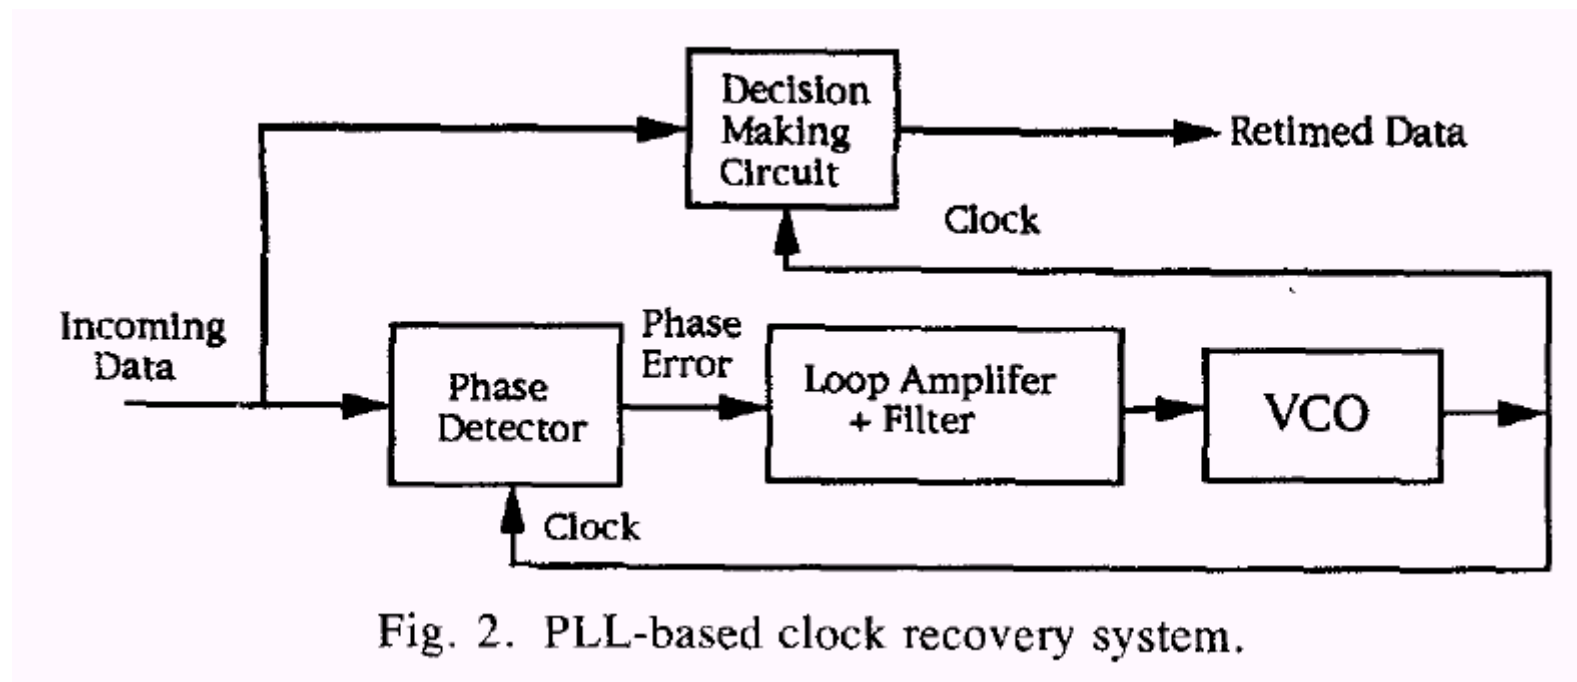 Decision
Making
Circuit
Retimed Data
Clock
Incoming
Data
Phase
Detector
Phase
Error
Loop Amplifer
+ Filter
VCO
Clock
Fig. 2. PLL-based clock recovery system.